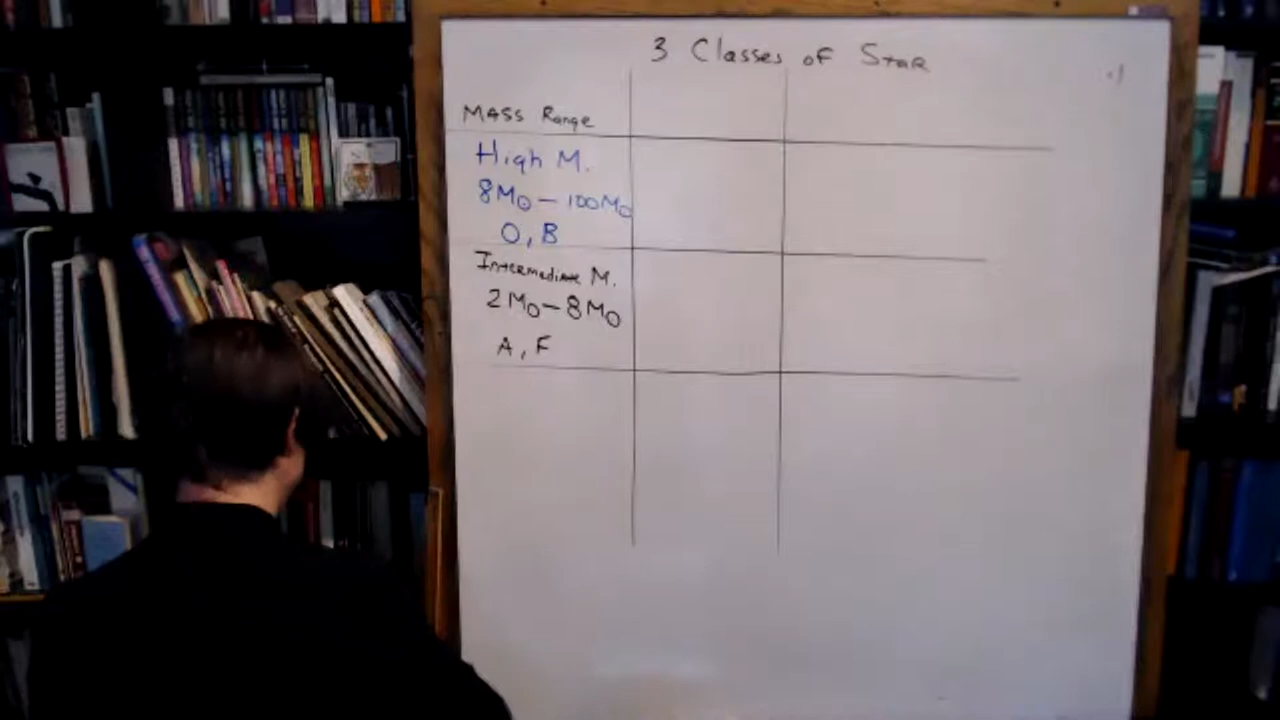 3 Classes of Star
Mass Range
High M.
8M☉ – 100M☉
O, B
Intermediate M.
2M☉ – 8M☉
A, F